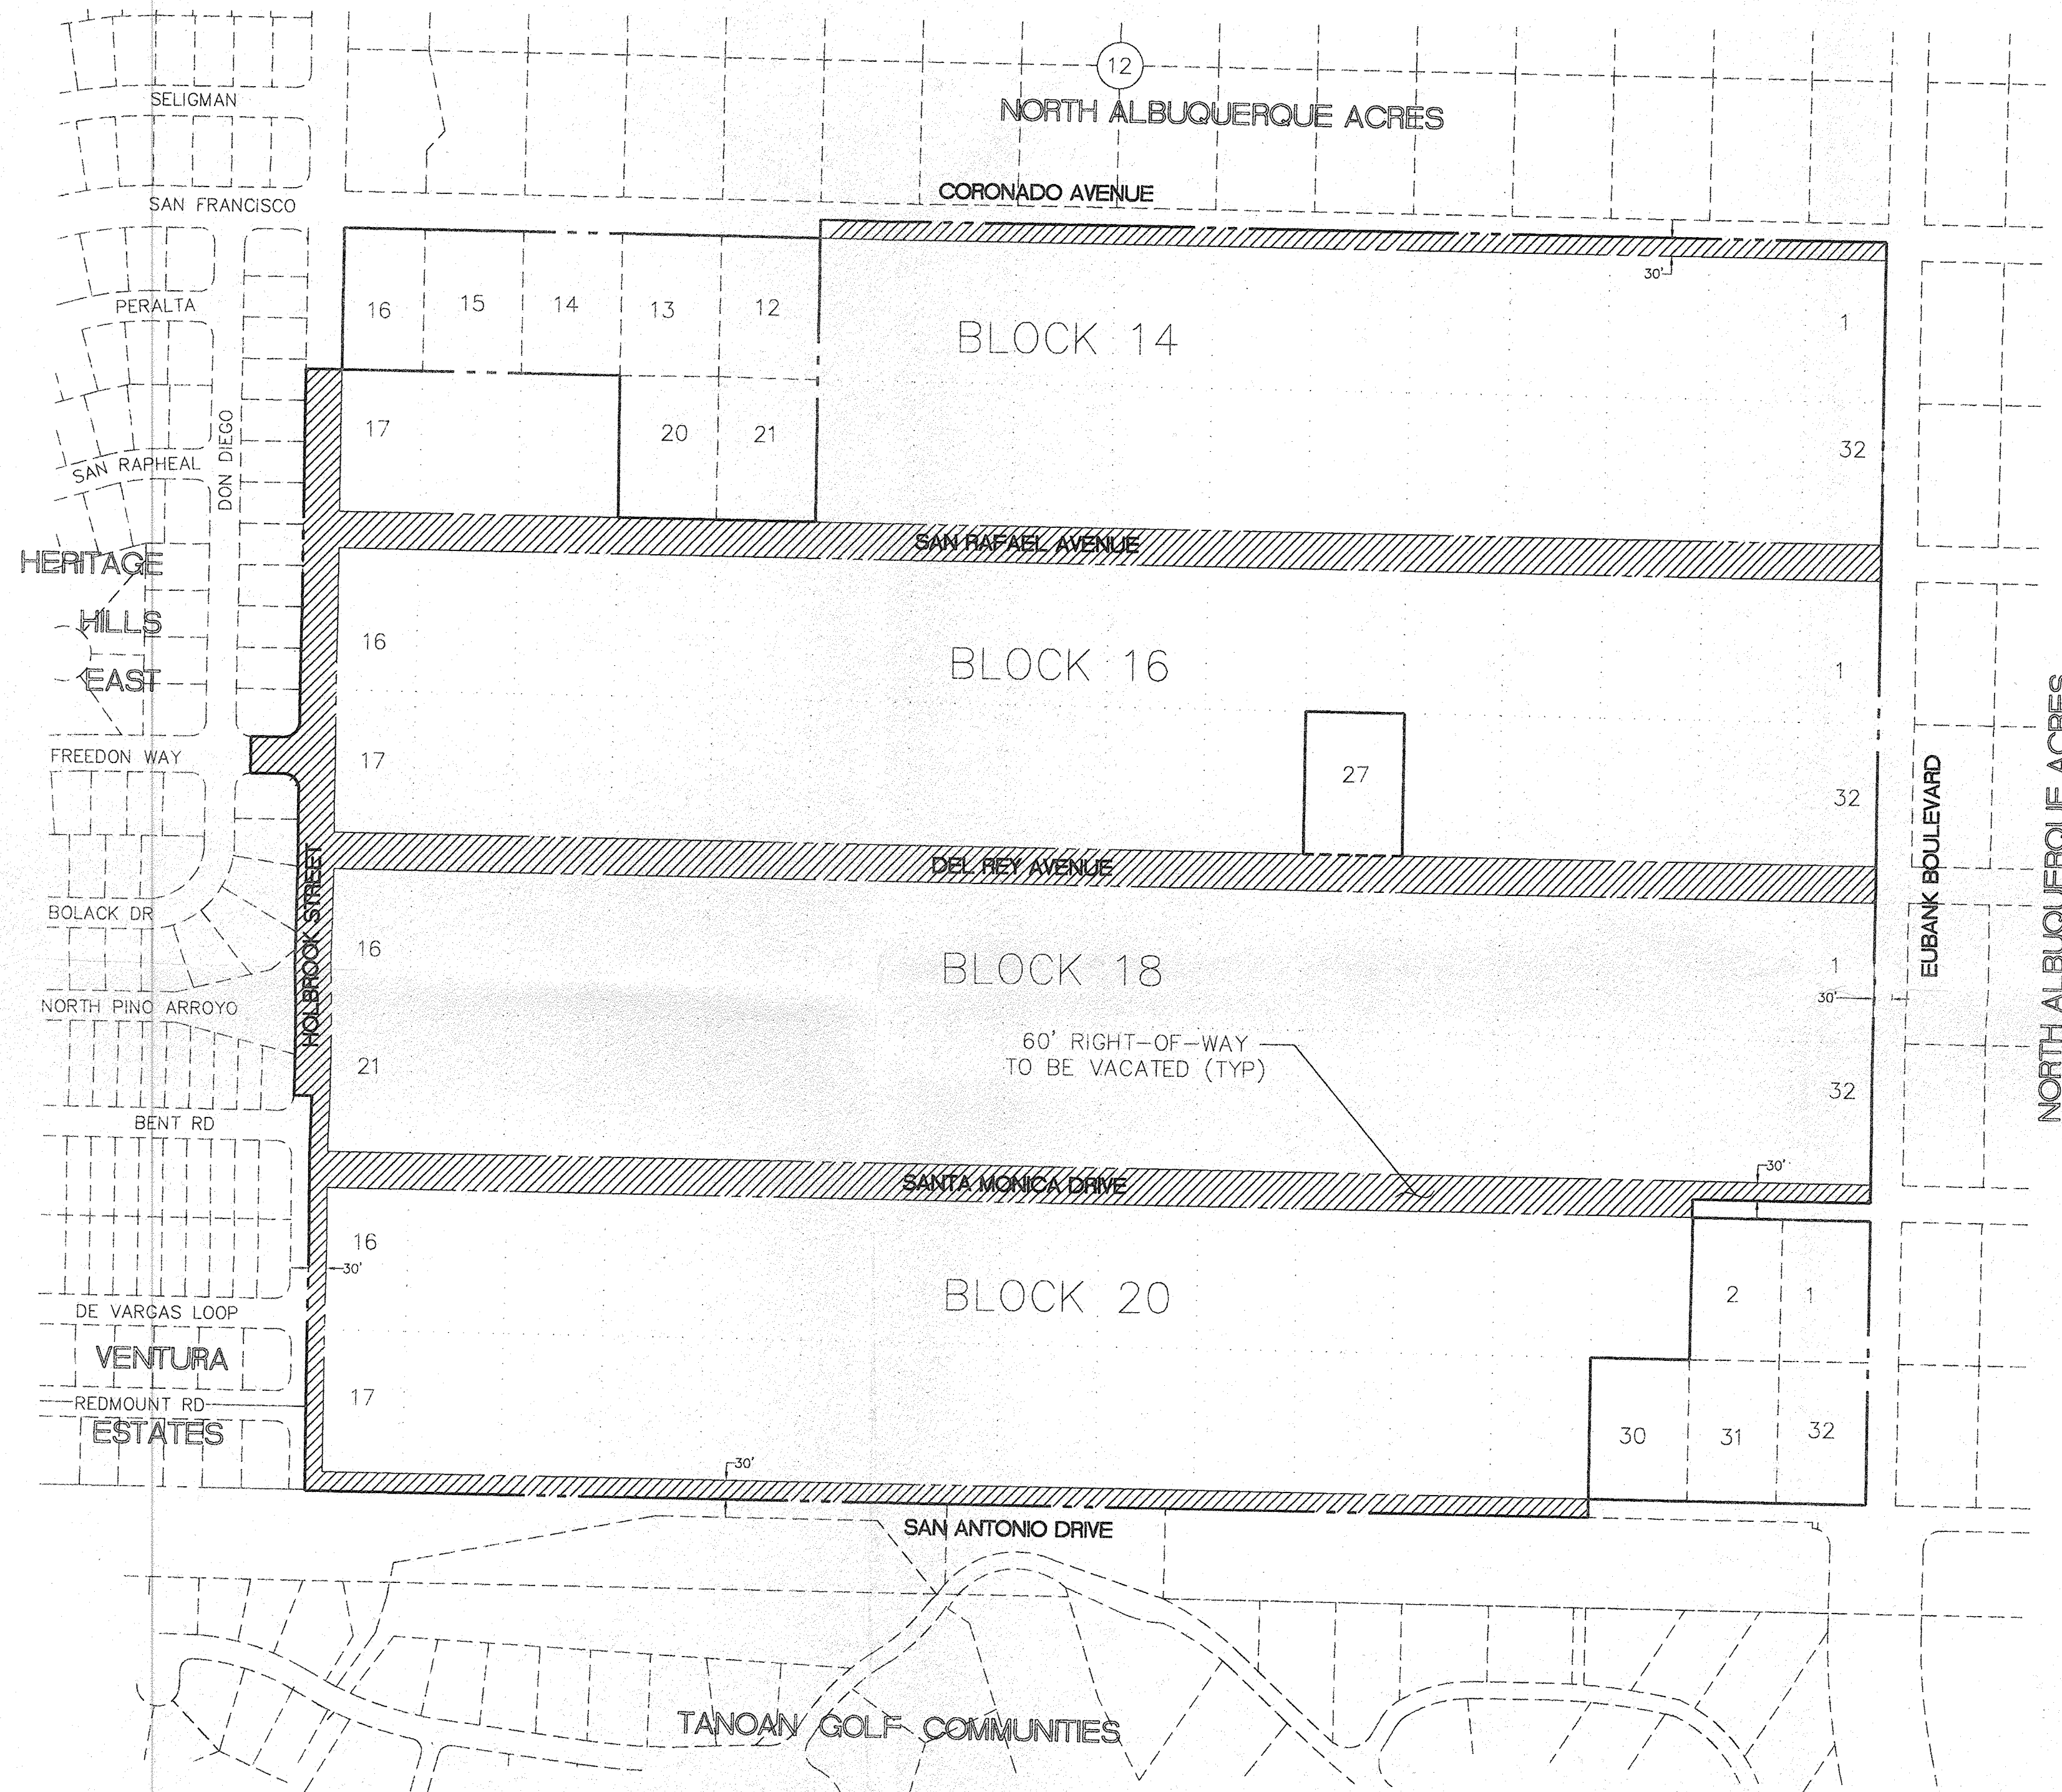 12
NORTH ALBUQUERQUE ACRES
SELIGMAN
CORONADO AVENUE
SAN FRANCISCO
30'
PERALTA
16
15
14
13
12
BLOCK 14
1
DON DIEGO
17
20
21
32
SAN RAPHEAL
SAN RAFAEL AVENUE
HERITAGE
HILLS
EAST
16
BLOCK 16
1
FREEDON WAY
17
27
32
EUBANK BOULEVARD
NORTH ALBUQUERQUE ACRES
HOLBROOK STREET
DEL REY AVENUE
BOLACK DR
16
BLOCK 18
1
30'
NORTH PINO ARROYO
60' RIGHT-OF-WAY
TO BE VACATED (TYP)
21
32
BENT RD
30'
SANTA MONICA DRIVE
16
30'
BLOCK 20
2
1
DE VARGAS LOOP
VENTURA
17
REDMOUNT RD
ESTATES
30
31
32
30'
SAN ANTONIO DRIVE
TANOAN GOLF COMMUNITIES